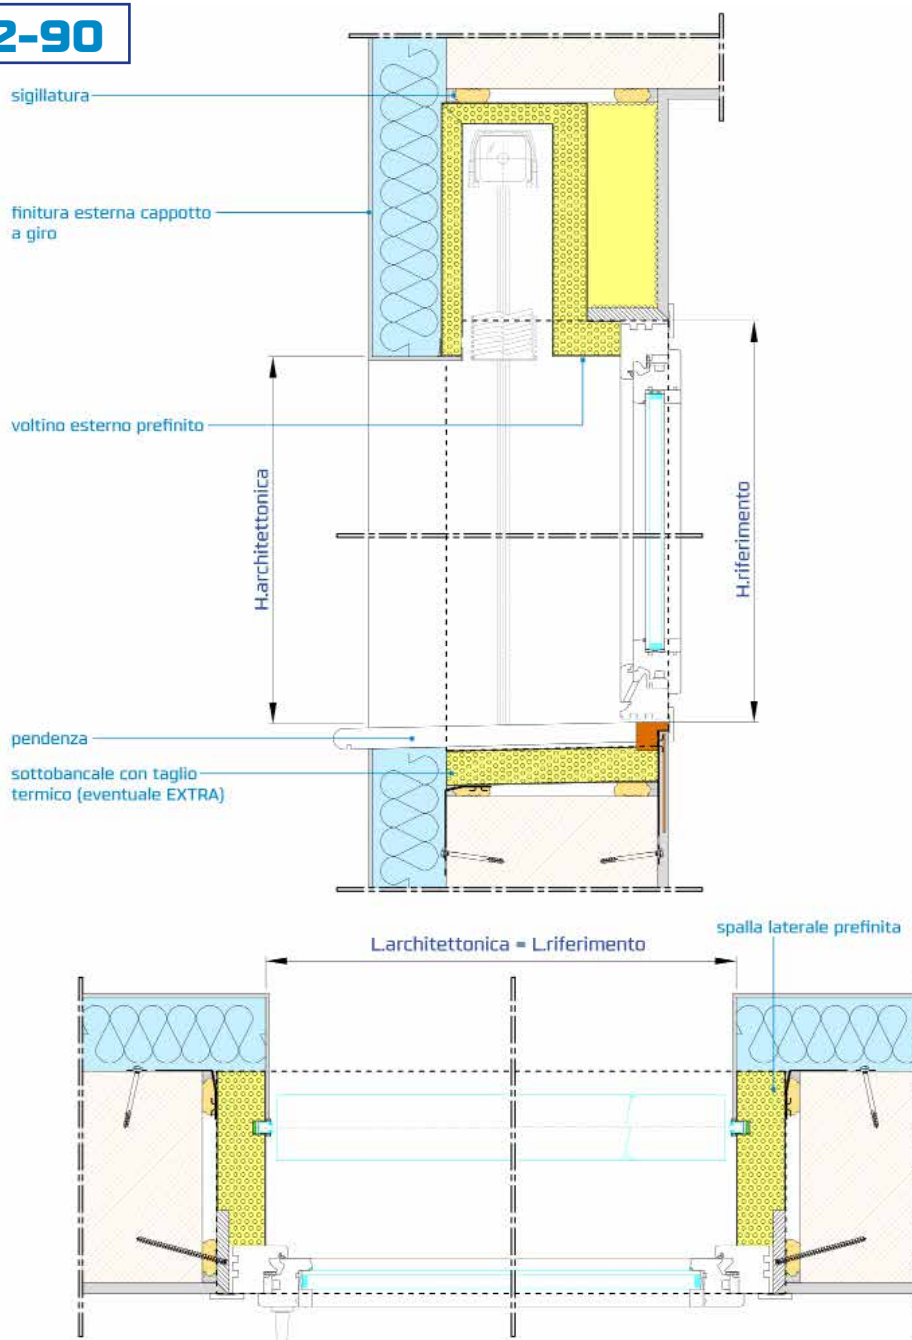 2-90
sigillatura
finitura esterna cappotto
a giro
voltino esterno prefinito
H.architettonica
H.riferimento
pendenza
sottobancale con taglio
termico (eventuale EXTRA)
L.architettonica = L.riferimento
spalla laterale prefinita